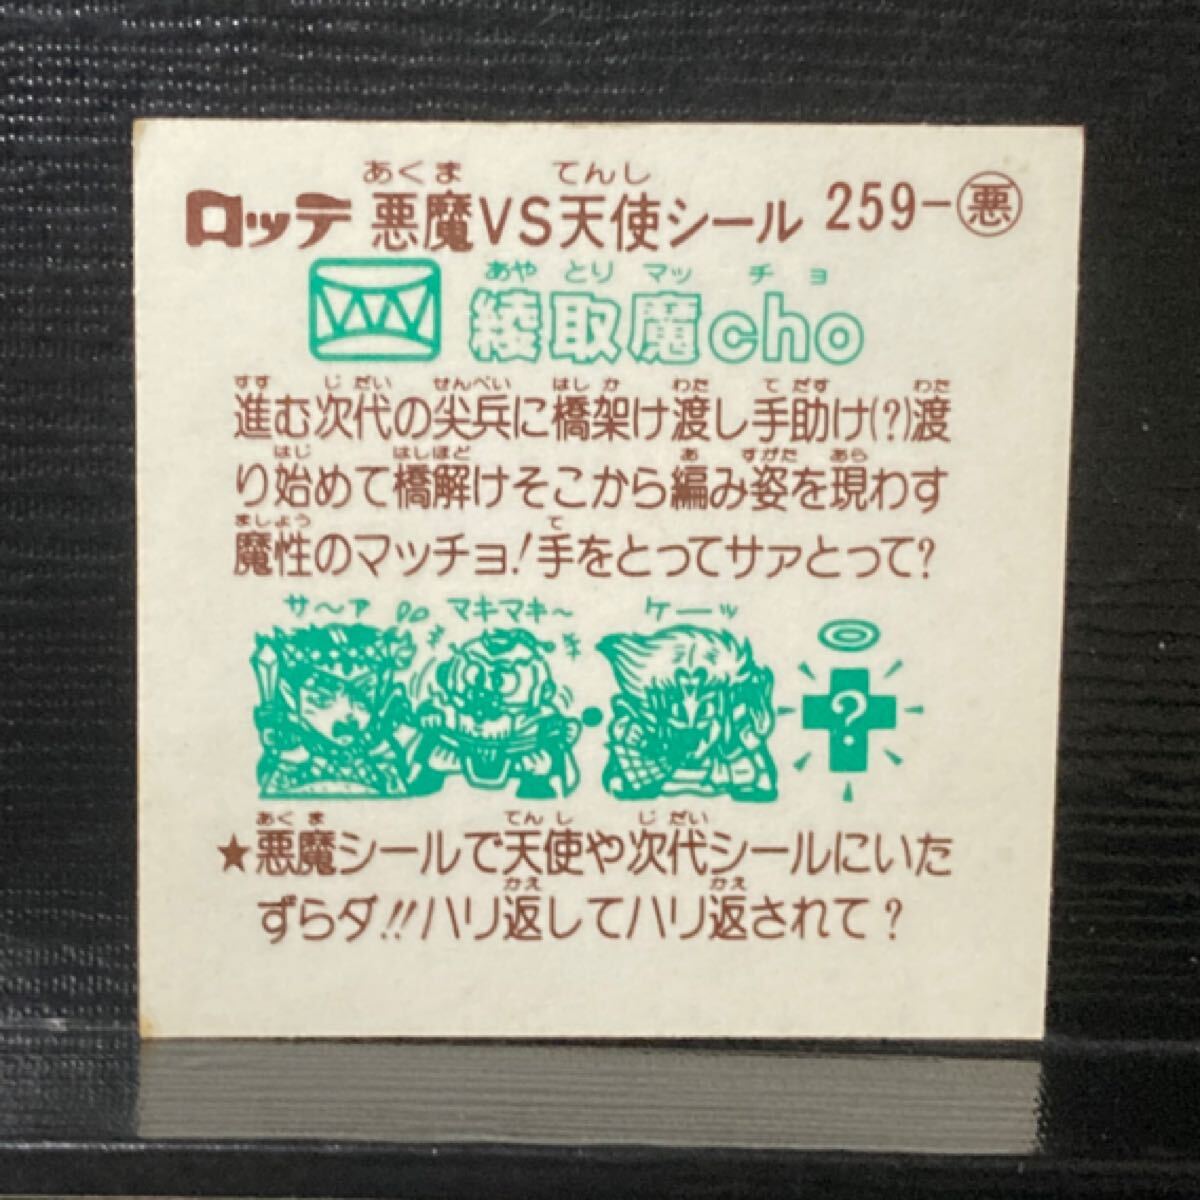 あくま てんし
ロッテ 悪魔VS天使シール 259-悪
あや とり マッ チョ
綾取魔cho
すす じだい せんぺい はし か わた て だす わた
進む次代の尖兵に橋架け渡し手助け(?)渡
はじ はしほど あ すがた あら
り始めて橋解けそこから編み姿を現わす
ましょう て
魔性のマッチョ!手をとってサァとって?
サ〜ァ マキマキ〜 ケーッ
?
あく ま てん し じ だい
★悪魔シールで天使や次代シールにいた
かえ かえ
ずらダ!!ハリ返してハリ返されて?